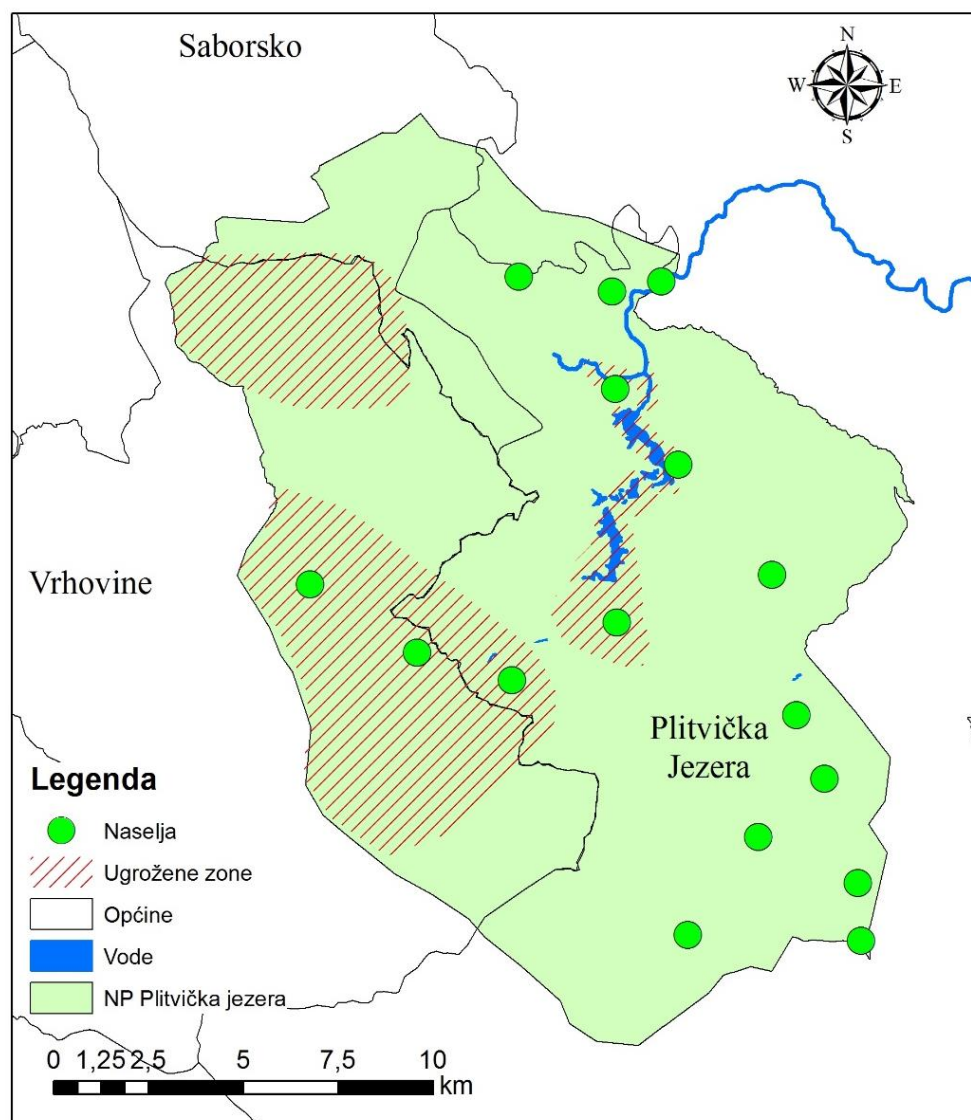 Saborsko
N
W
E
S
Vrhovine
Plitvička
Jezera
Legenda
Naselja
Ugrožene zone
Općine
Vode
NP Plitvička jezera
0 1,25 2,5 5 7,5 10
km